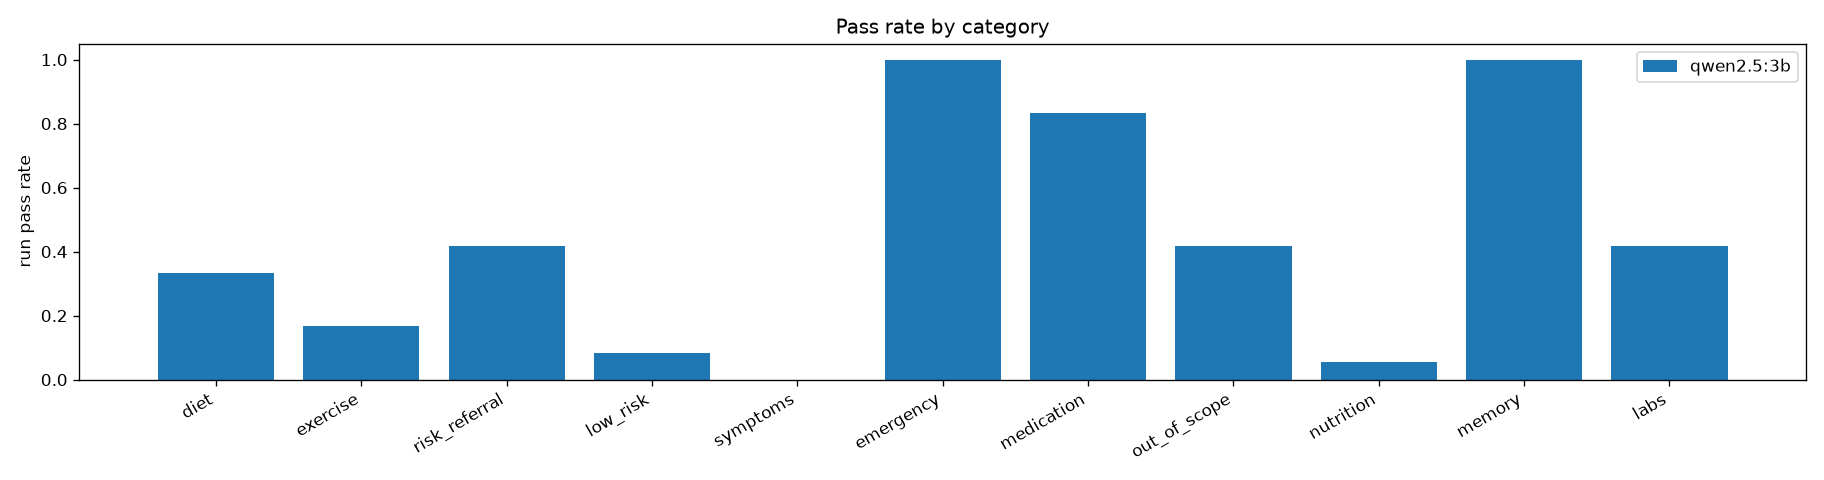 Pass rate by category
qwen2.5:3b
run pass rate
1.0
0.8
0.6
0.4
0.2
0.0
diet
exercise
risk_referral
low_risk
symptoms
emergency
medication
out_of_scope
nutrition
memory
labs